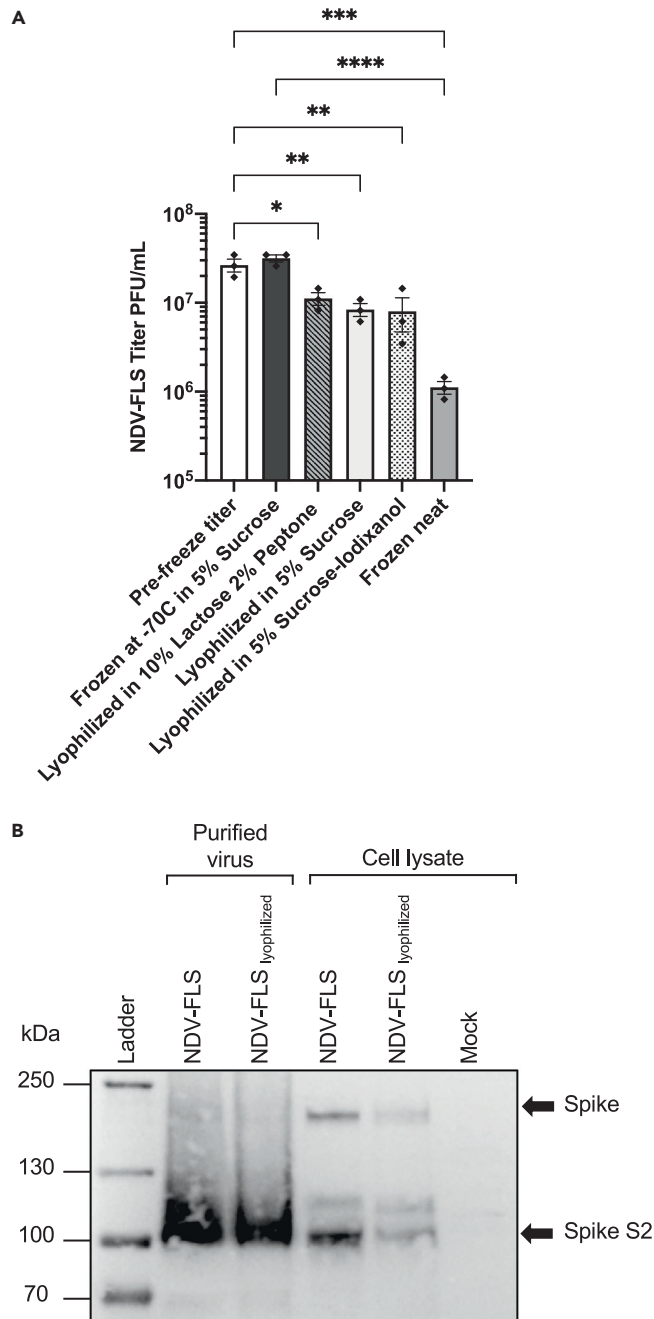 A
***
****
**
**
*
NDV-FLS Titer PFU/mL
10^8
10^7
10^6
10^5
Pre-freeze titer
Frozen at -70C in 5% Sucrose
Lyophilized in 10% Lactose 2% Peptone
Lyophilized in 5% Sucrose
Lyophilized in 5% Sucrose-Iodixanol
Frozen neat
B
Purified
virus
Cell lysate
kDa
Ladder
NDV-FLS
NDV-FLS lyophilized
NDV-FLS
NDV-FLS lyophilized
Mock
250
130
100
70
Spike
Spike S2